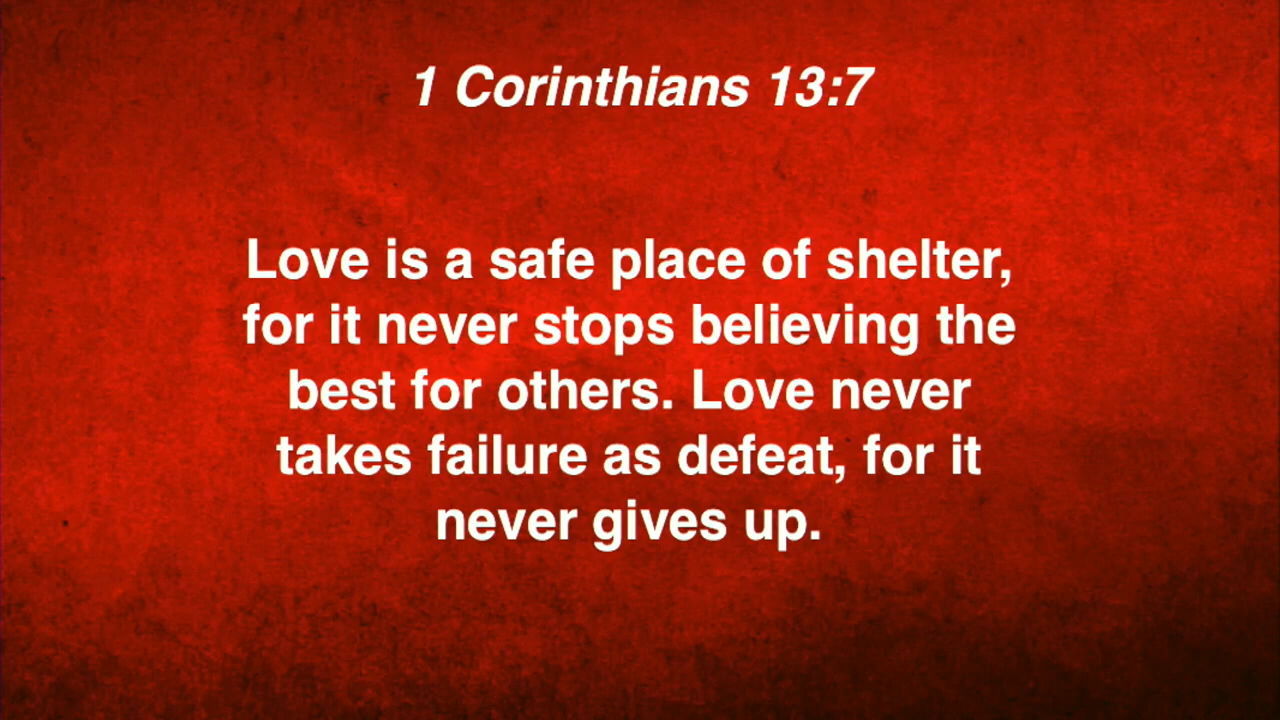 1 Corinthians 13:7
Love is a safe place of shelter,
for it never stops believing the
best for others. Love never
takes failure as defeat, for it
never gives up.